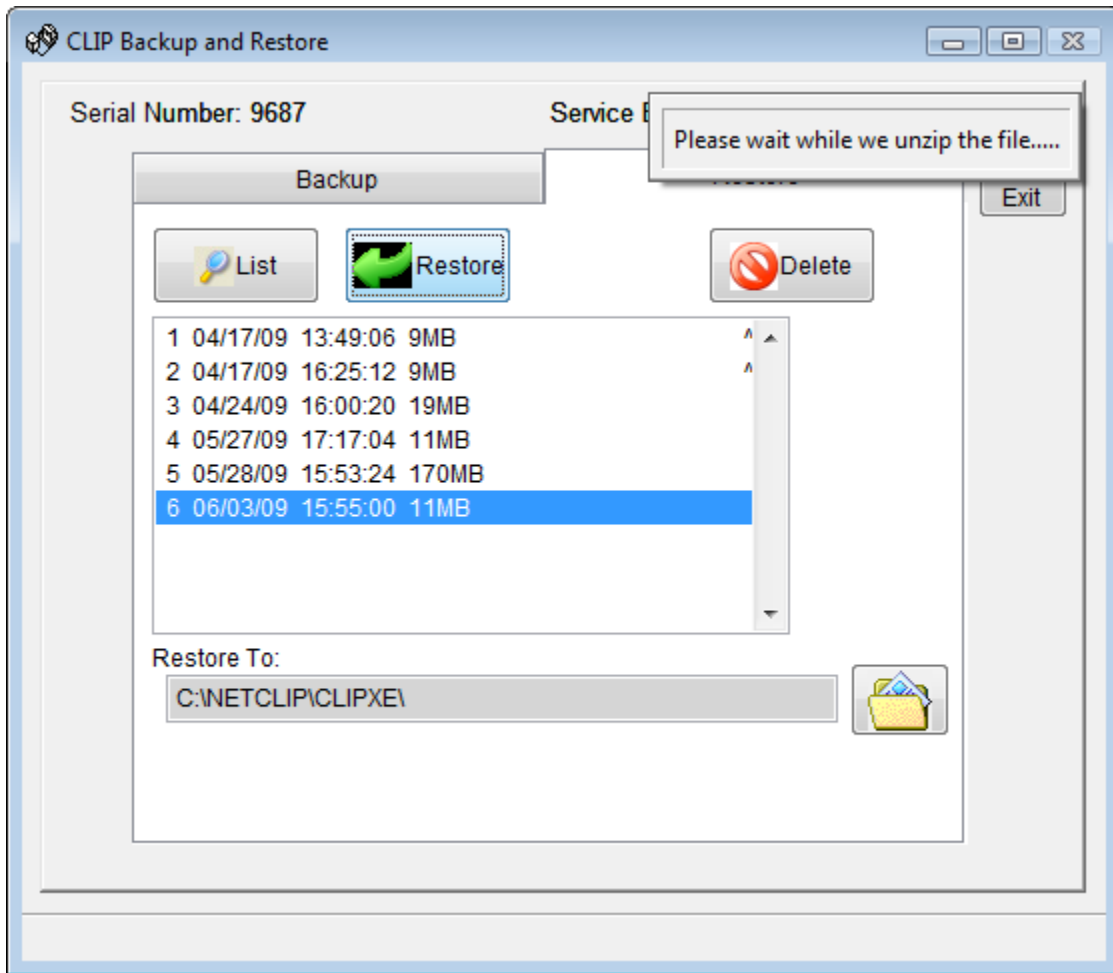 CLIP Backup and Restore
Serial Number: 9687
Service
Please wait while we unzip the file.....
Backup
Exit
List
Restore
Delete
1 04/17/09 13:49:06 9MB ^
2 04/17/09 16:25:12 9MB ^
3 04/24/09 16:00:20 19MB
4 05/27/09 17:17:04 11MB
5 05/28/09 15:53:24 170MB
6 06/03/09 15:55:00 11MB
Restore To:
C:\NETCLIP\CLIPXE\